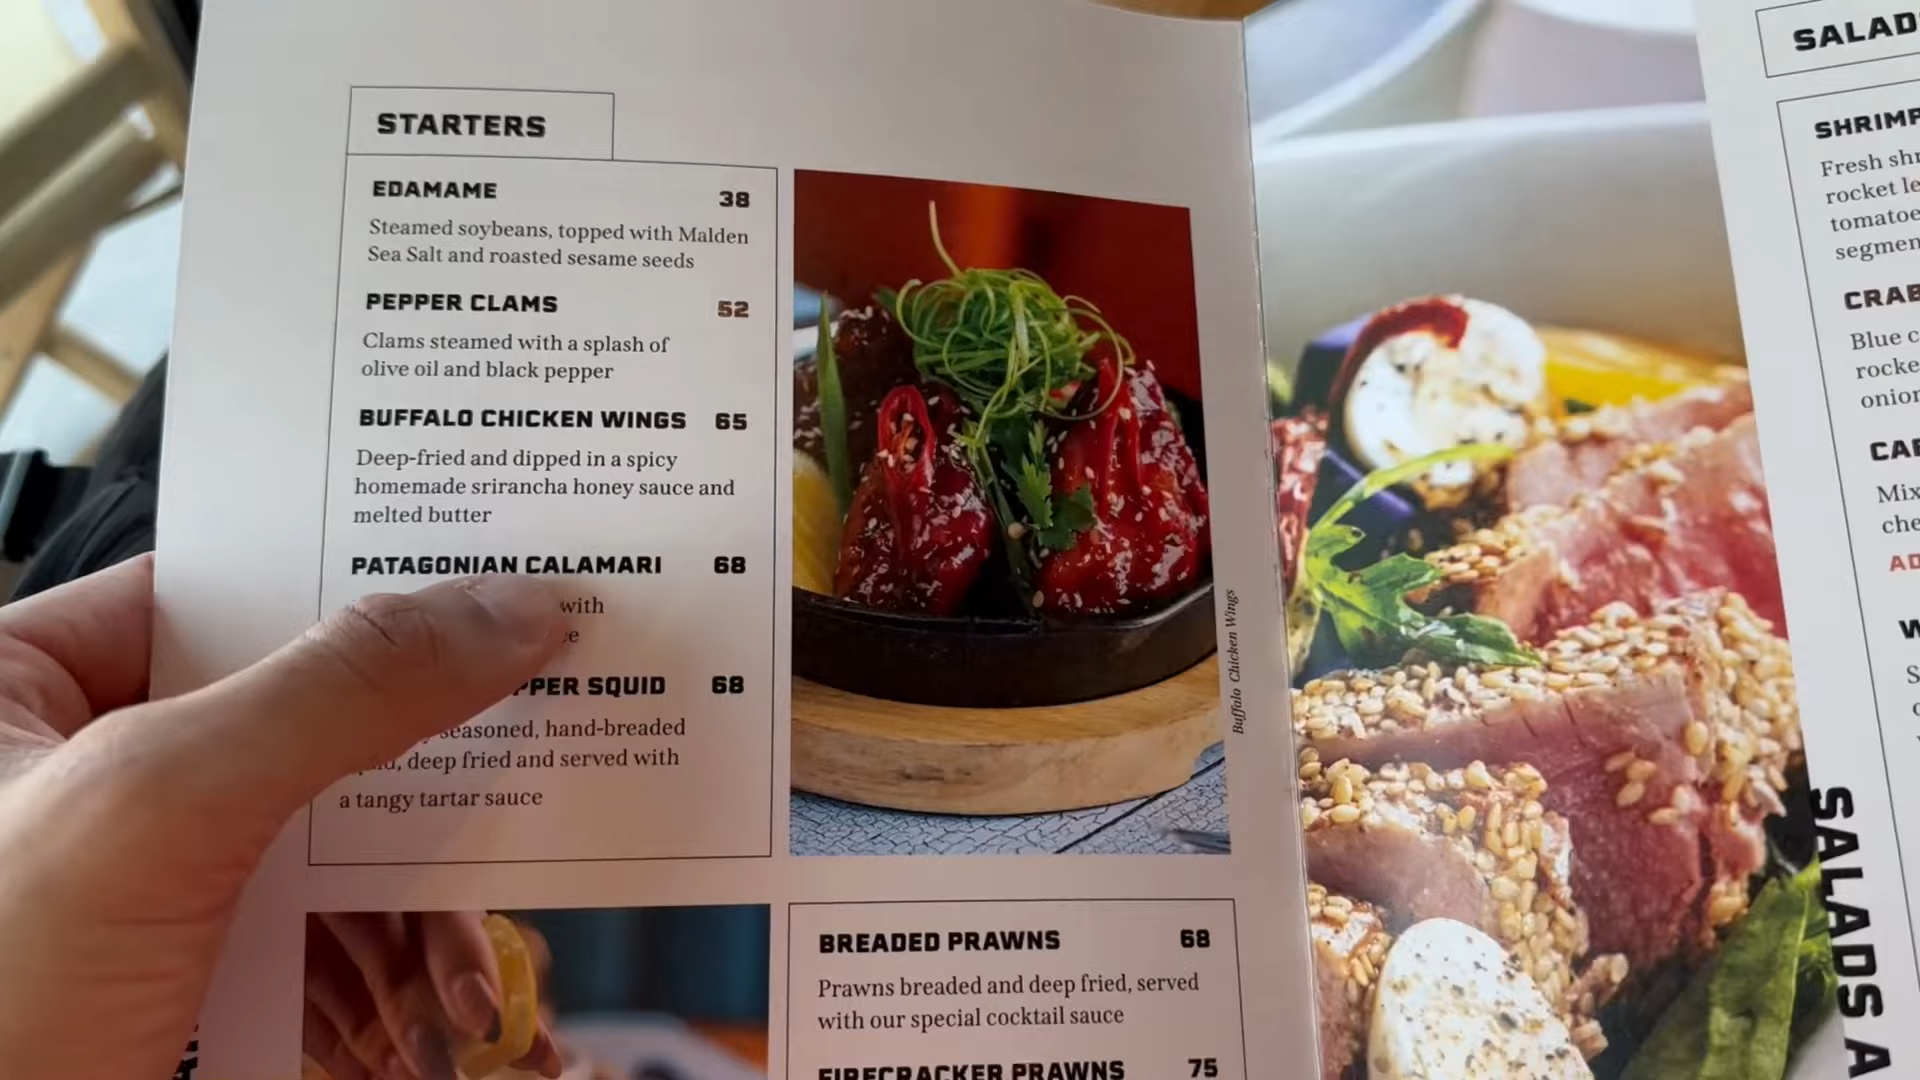 STARTERS
EDAMAME 38
Steamed soybeans, topped with Malden
Sea Salt and roasted sesame seeds
PEPPER CLAMS 52
Clams steamed with a splash of
olive oil and black pepper
BUFFALO CHICKEN WINGS 65
Deep-fried and dipped in a spicy
homemade srirancha honey sauce and
melted butter
PATAGONIAN CALAMARI 68
with
PPER SQUID 68
seasoned, hand-breaded
deep fried and served with
a tangy tartar sauce
Buffalo Chicken Wings
BREADED PRAWNS 68
Prawns breaded and deep fried, served
with our special cocktail sauce
FIRECRACKER PRAWNS 75
SALAD
SHRIMP
Fresh shr
rocket le
tomatoe
segmen
CRAB
Blue c
rocke
onior
Mix
che
AD
SALADS A